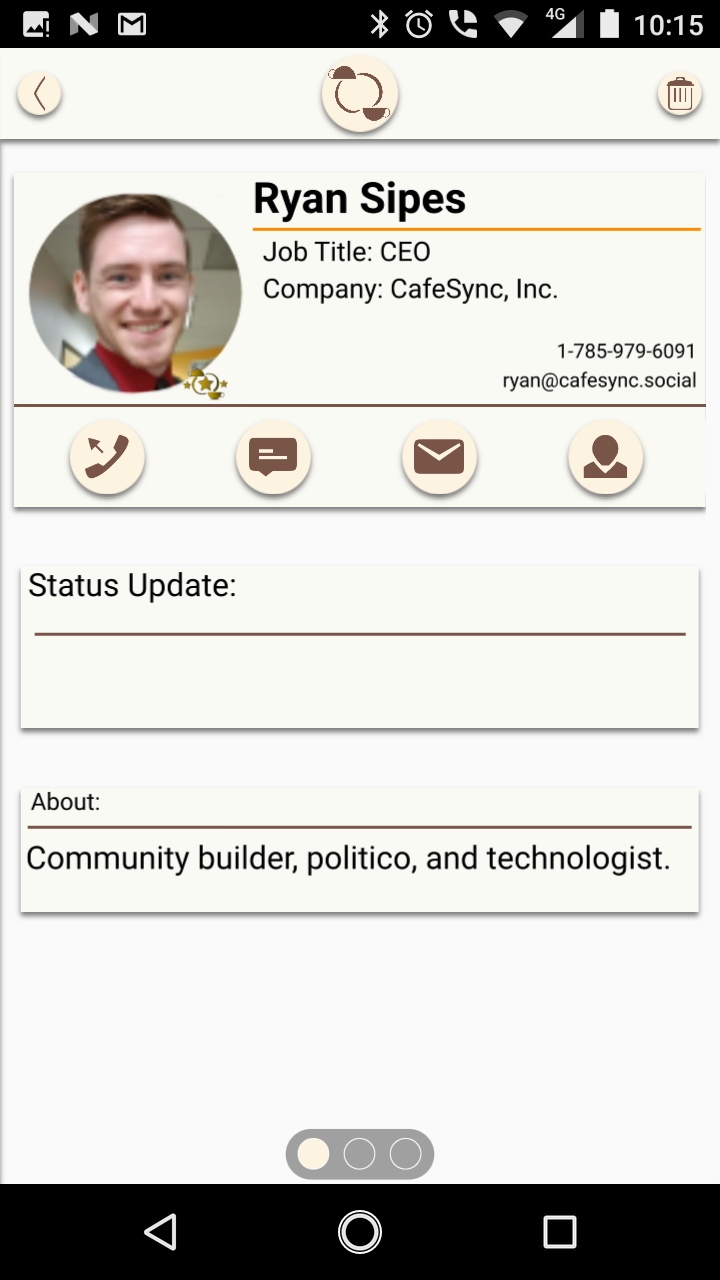 4G 10:15
Ryan Sipes
Job Title: CEO
Company: CafeSync, Inc.
1-785-979-6091
ryan@cafesync.social
Status Update:
About:
Community builder, politico, and technologist.